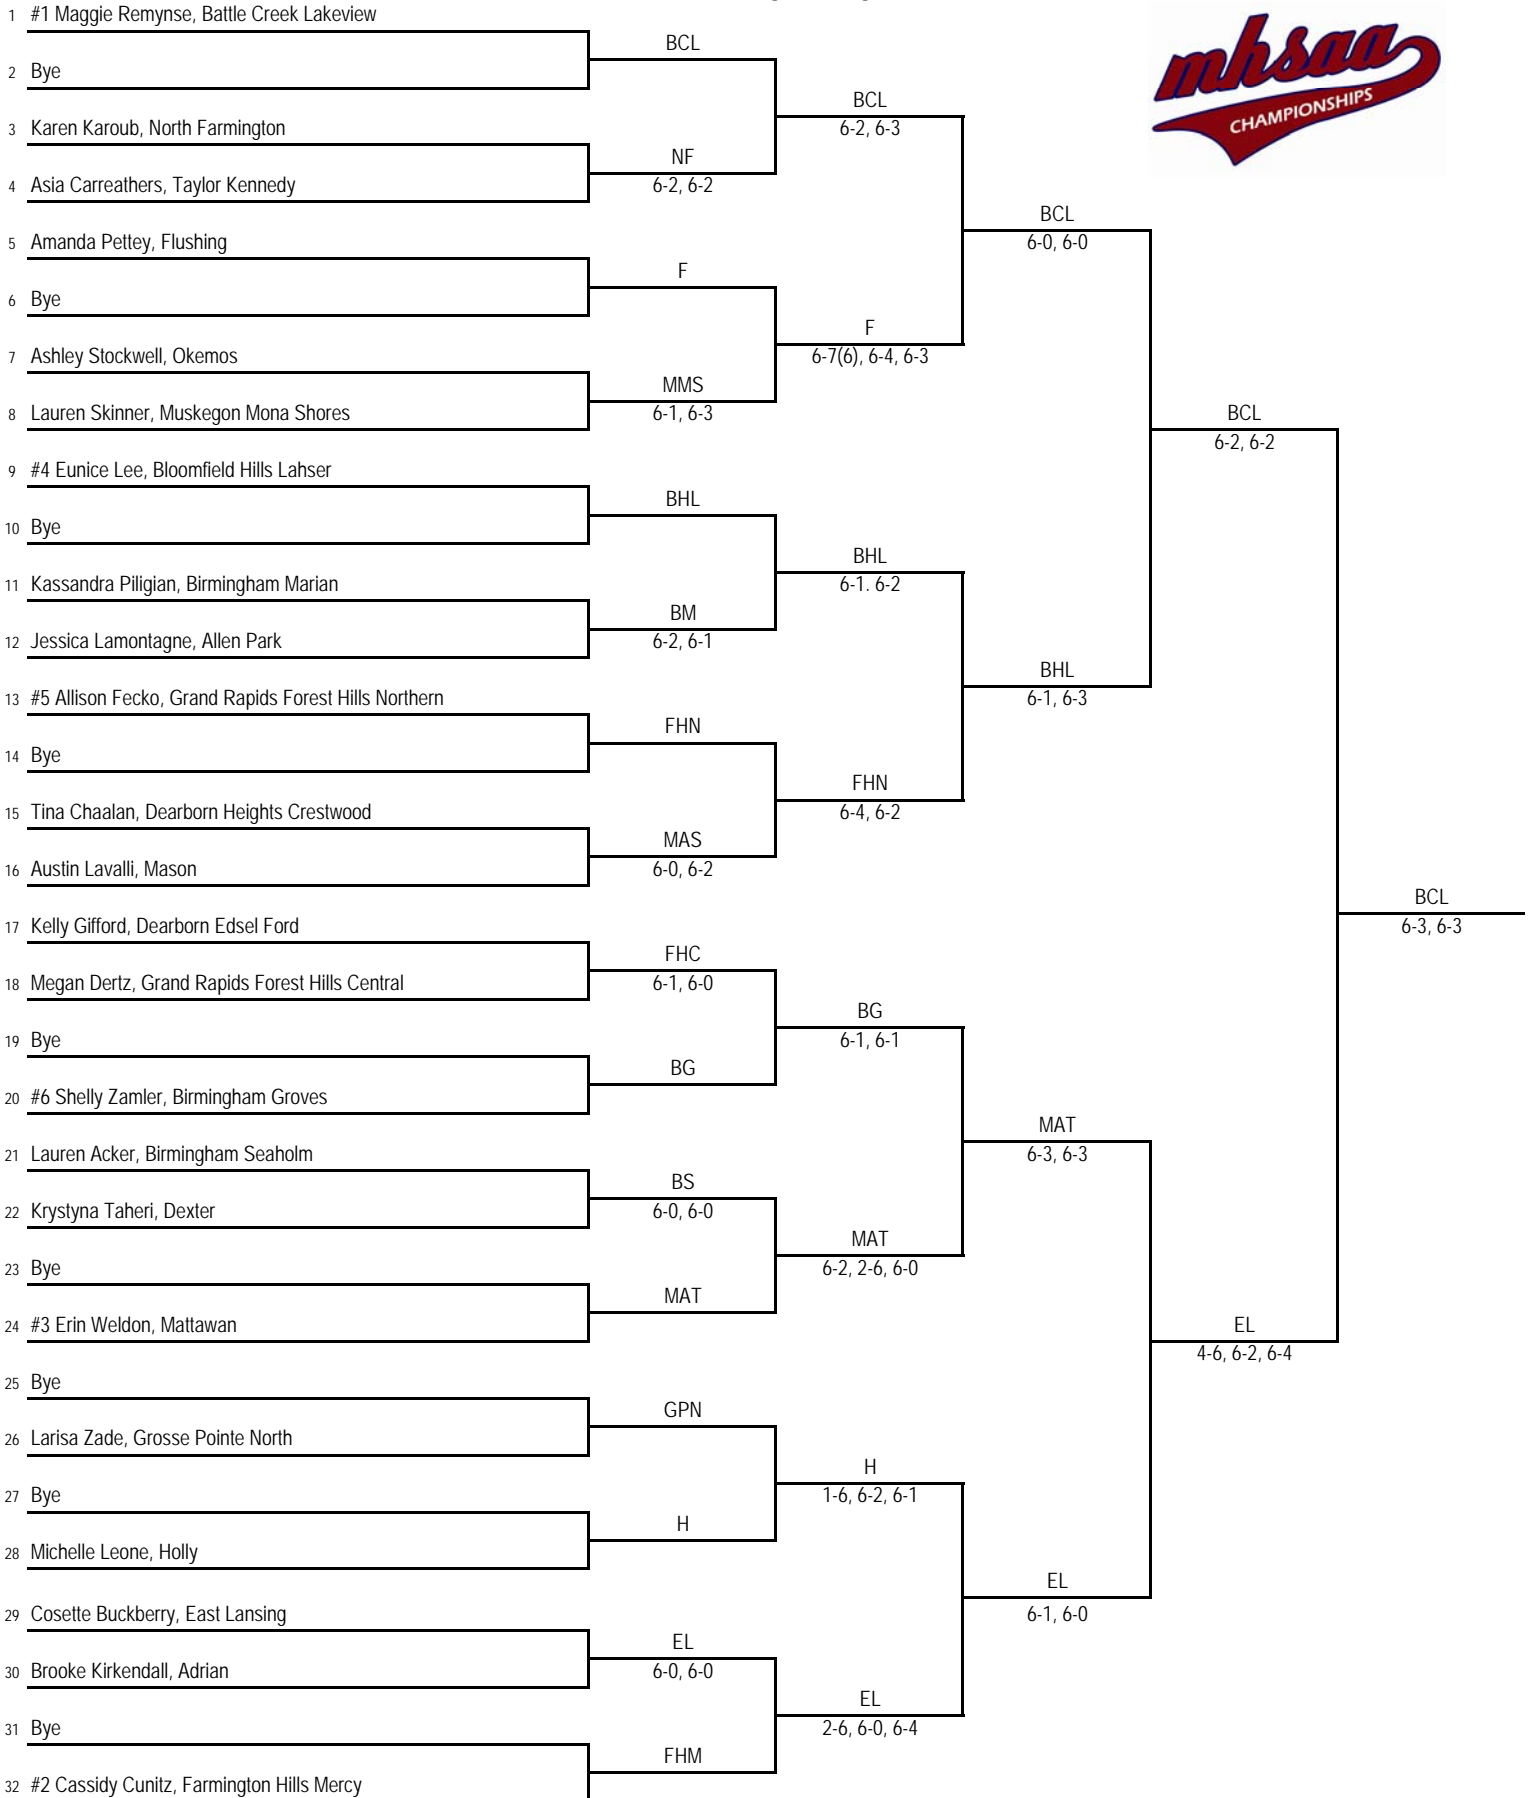 1 #1 Maggie Remynse, Battle Creek Lakeview
2 Bye
3 Karen Karoub, North Farmington
4 Asia Carreathers, Taylor Kennedy
5 Amanda Pettey, Flushing
6 Bye
7 Ashley Stockwell, Okemos
8 Lauren Skinner, Muskegon Mona Shores
9 #4 Eunice Lee, Bloomfield Hills Lahser
10 Bye
11 Kassandra Piligian, Birmingham Marian
12 Jessica Lamontagne, Allen Park
13 #5 Allison Fecko, Grand Rapids Forest Hills Northern
14 Bye
15 Tina Chaalan, Dearborn Heights Crestwood
16 Austin Lavalli, Mason
17 Kelly Gifford, Dearborn Edsel Ford
18 Megan Dertz, Grand Rapids Forest Hills Central
19 Bye
20 #6 Shelly Zamler, Birmingham Groves
21 Lauren Acker, Birmingham Seaholm
22 Krystyna Taheri, Dexter
23 Bye
24 #3 Erin Weldon, Mattawan
25 Bye
26 Larisa Zade, Grosse Pointe North
27 Bye
28 Michelle Leone, Holly
29 Cosette Buckberry, East Lansing
30 Brooke Kirkendall, Adrian
31 Bye
32 #2 Cassidy Cunitz, Farmington Hills Mercy
BCL
NF
6-2, 6-2
F
MMS
6-1, 6-3
BHL
BM
6-2, 6-1
FHN
MAS
6-0, 6-2
FHC
6-1, 6-0
BG
BS
6-0, 6-0
MAT
GPN
H
EL
6-0, 6-0
FHM
BCL
6-2, 6-3
F
6-7(6), 6-4, 6-3
BHL
6-1. 6-2
FHN
6-4, 6-2
BG
6-1, 6-1
MAT
6-2, 2-6, 6-0
H
1-6, 6-2, 6-1
EL
2-6, 6-0, 6-4
BCL
6-0, 6-0
BHL
6-1, 6-3
MAT
6-3, 6-3
EL
6-1, 6-0
BCL
6-2, 6-2
EL
4-6, 6-2, 6-4
BCL
6-3, 6-3
mhsaa
CHAMPIONSHIPS